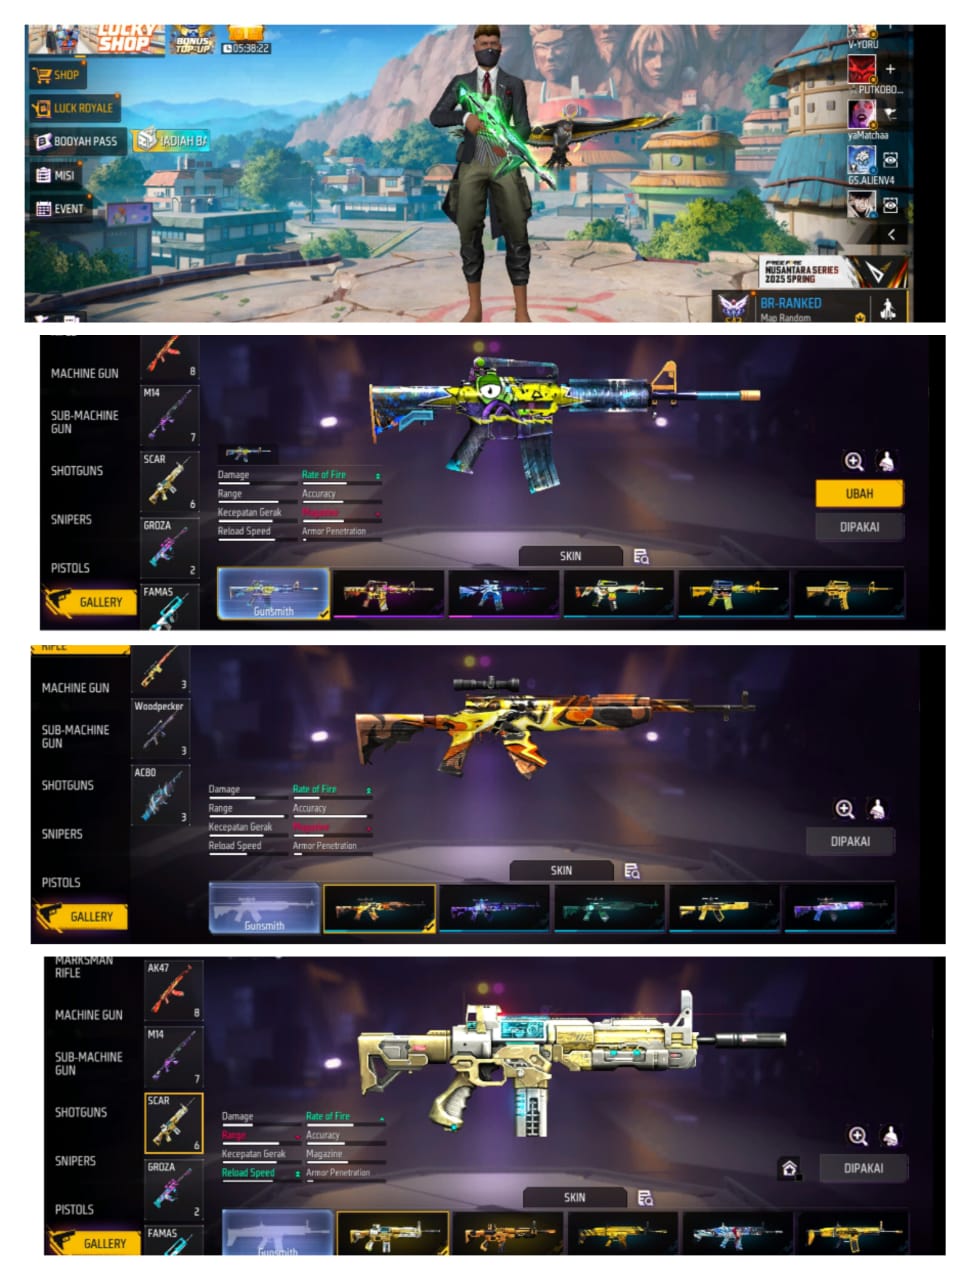 LUCKY
SHOP
BONUS
TOP-UP
05:38:22
SHOP
LUCK ROYALE
BOOYAH PASS
IADIAH BA
MISI
EVENT
V-YORU
PUTKOBO...
yaMatchaa
GS.ALIENV4
FREE FIRE
NUSANTARA SERIES
2025 SPRING
BR-RANKED
Map Random
MACHINE GUN
SUB-MACHINE
GUN
SHOTGUNS
SNIPERS
PISTOLS
GALLERY
8
M14
7
SCAR
6
GROZA
2
FAMAS
Damage
Rate of Fire
Range
Accuracy
Kecepatan Gerak
Magazine
Reload Speed
Armor Penetration
UBAH
DIPAKAI
SKIN
Gunsmith
RIFLE
MACHINE GUN
SUB-MACHINE
GUN
SHOTGUNS
SNIPERS
PISTOLS
GALLERY
3
Woodpecker
3
AC80
3
Damage
Rate of Fire
Range
Accuracy
Kecepatan Gerak
Magazine
Reload Speed
Armor Penetration
DIPAKAI
SKIN
Gunsmith
MARKSMAN
RIFLE
MACHINE GUN
SUB-MACHINE
GUN
SHOTGUNS
SNIPERS
PISTOLS
GALLERY
AK47
8
M14
7
SCAR
6
GROZA
2
FAMAS
Damage
Rate of Fire
Range
Accuracy
Kecepatan Gerak
Magazine
Reload Speed
Armor Penetration
DIPAKAI
SKIN
Gunsmith